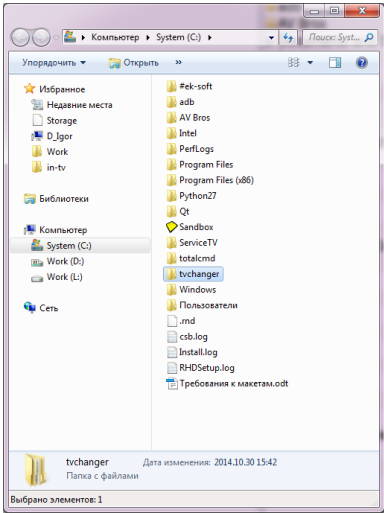 AV Bros
Компьютер System (C:)
Поиск: Syst...
Упорядочить Открыть »
Избранное
Недавние места
Storage
D_Igor
Work
in-tv
Библиотеки
Компьютер
System (C:)
Work (D:)
Work (L:)
Сеть
#ek-soft
adb
AV Bros
Intel
PerfLogs
Program Files
Program Files (x86)
Python27
Qt
Sandbox
ServiceTV
totalcmd
tvchanger
Windows
Пользователи
.rnd
csb.log
Install.log
RHDSetup.log
Требования к макетам.odt
tvchanger Дата изменения: 2014.10.30 15:42
Папка с файлами
Выбрано элементов: 1